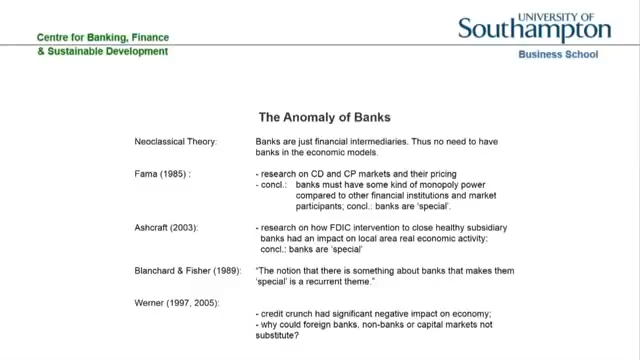 Centre for Banking, Finance
& Sustainable Development
UNIVERSITY OF
Southampton
Business School
The Anomaly of Banks
Neoclassical Theory: Banks are just financial intermediaries. Thus no need to have
banks in the economic models.
Fama (1985) : - research on CD and CP markets and their pricing
- concl.: banks must have some kind of monopoly power
compared to other financial institutions and market
participants; concl.: banks are 'special'.
Ashcraft (2003): - research on how FDIC intervention to close healthy subsidiary
banks had an impact on local area real economic activity:
concl.: banks are 'special'
Blanchard & Fisher (1989): "The notion that there is something about banks that makes them
'special' is a recurrent theme."
Werner (1997, 2005):
- credit crunch had significant negative impact on economy;
- why could foreign banks, non-banks or capital markets not
substitute?